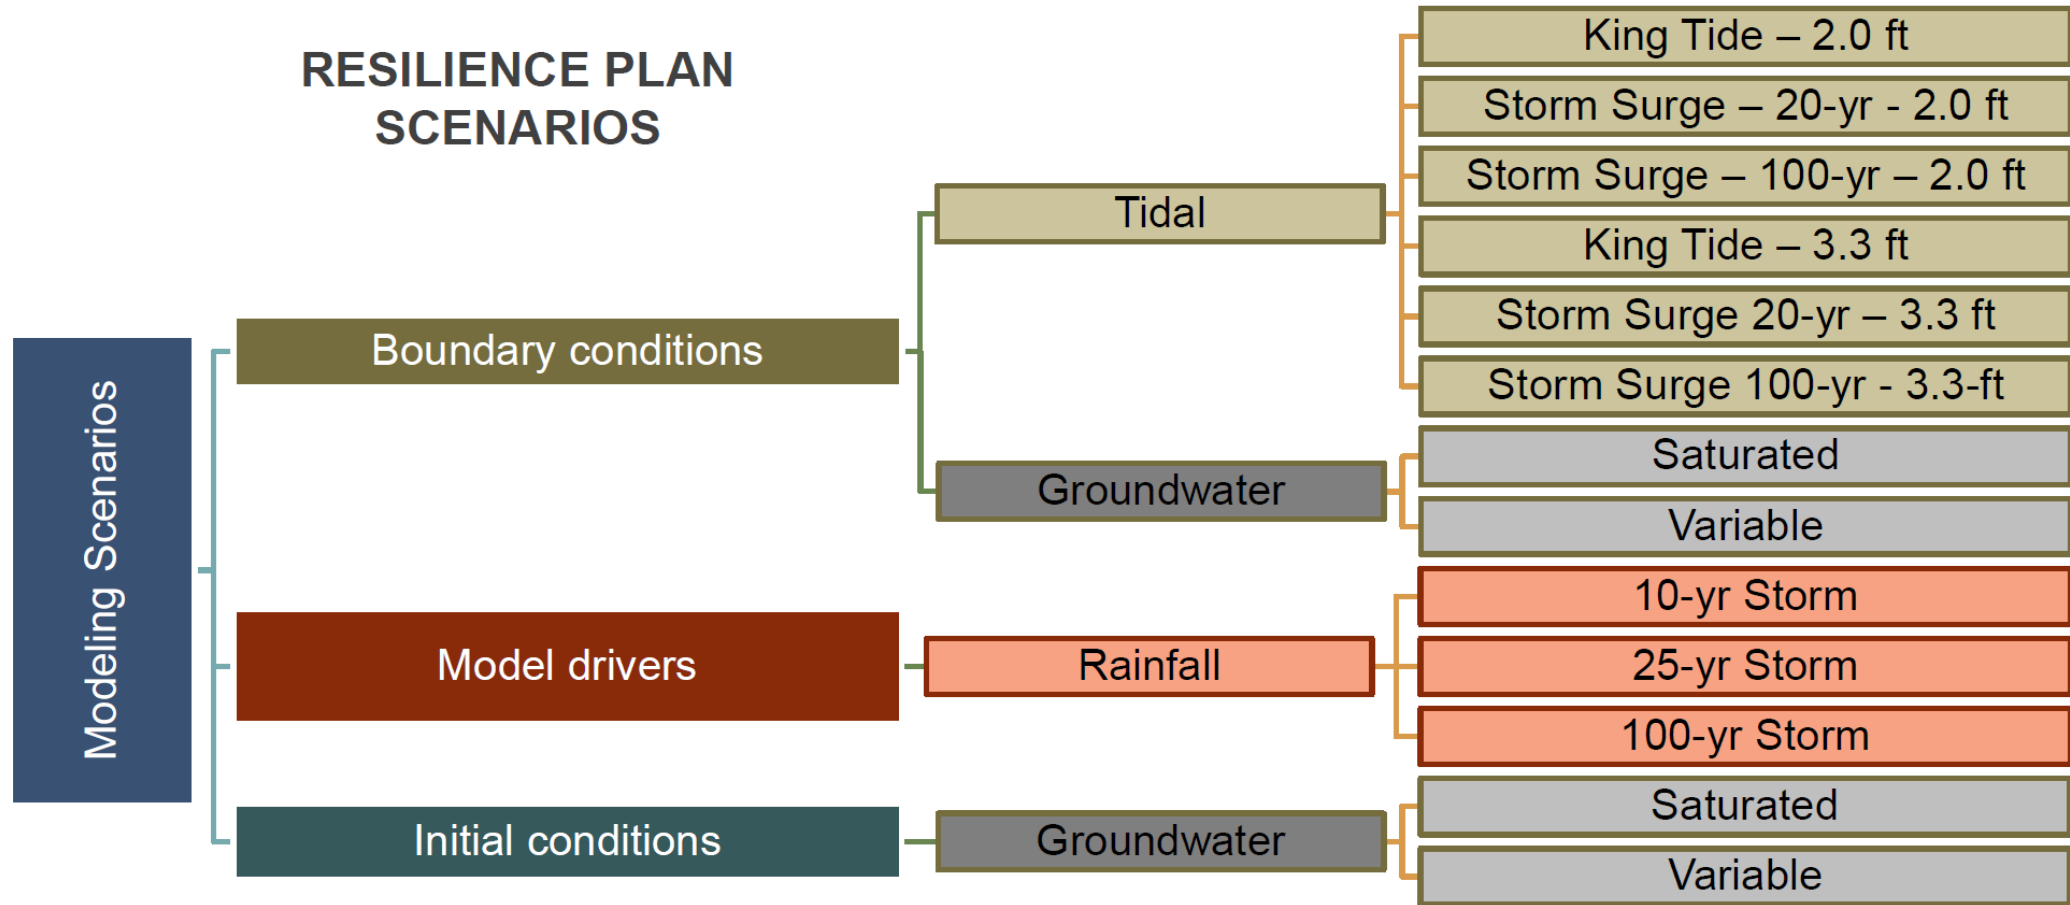 RESILIENCE PLAN
SCENARIOS
Modeling Scenarios
Boundary conditions
Tidal
King Tide – 2.0 ft
Storm Surge – 20-yr - 2.0 ft
Storm Surge – 100-yr – 2.0 ft
King Tide – 3.3 ft
Storm Surge 20-yr – 3.3 ft
Storm Surge 100-yr - 3.3-ft
Groundwater
Saturated
Variable
Model drivers
Rainfall
10-yr Storm
25-yr Storm
100-yr Storm
Initial conditions
Groundwater
Saturated
Variable